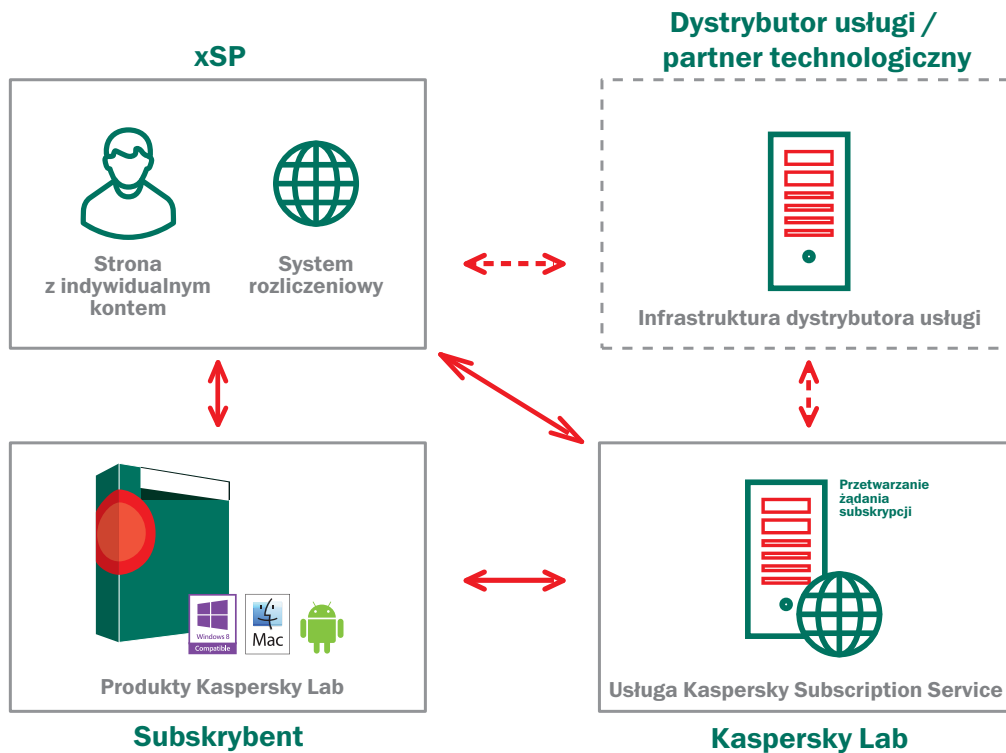 xSP
Strona
z indywidualnym
kontem
System
rozliczeniowy
Dystrybutor usługi /
partner technologiczny
Infrastruktura dystrybutora usługi
Windows 8
Compatible
Mac
Produkty Kaspersky Lab
Subskrybent
Przetwarzanie
żądania
subskrypcji
Usługa Kaspersky Subscription Service
Kaspersky Lab